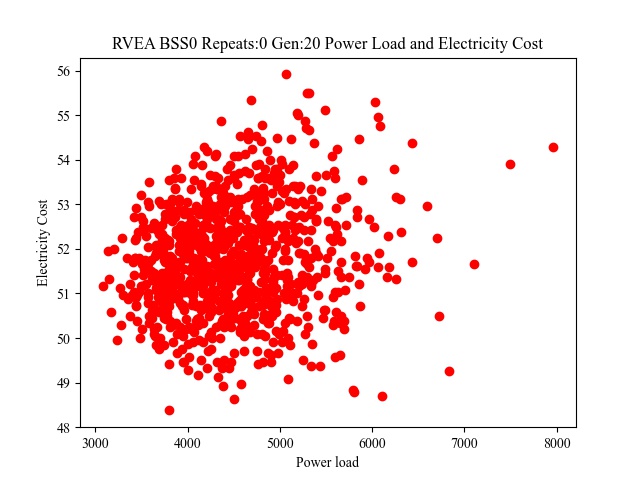 RVEA BSS0 Repeats:0 Gen:20 Power Load and Electricity Cost
56
55
54
53
52
51
50
49
48
Electricity Cost
3000 4000 5000 6000 7000 8000
Power load